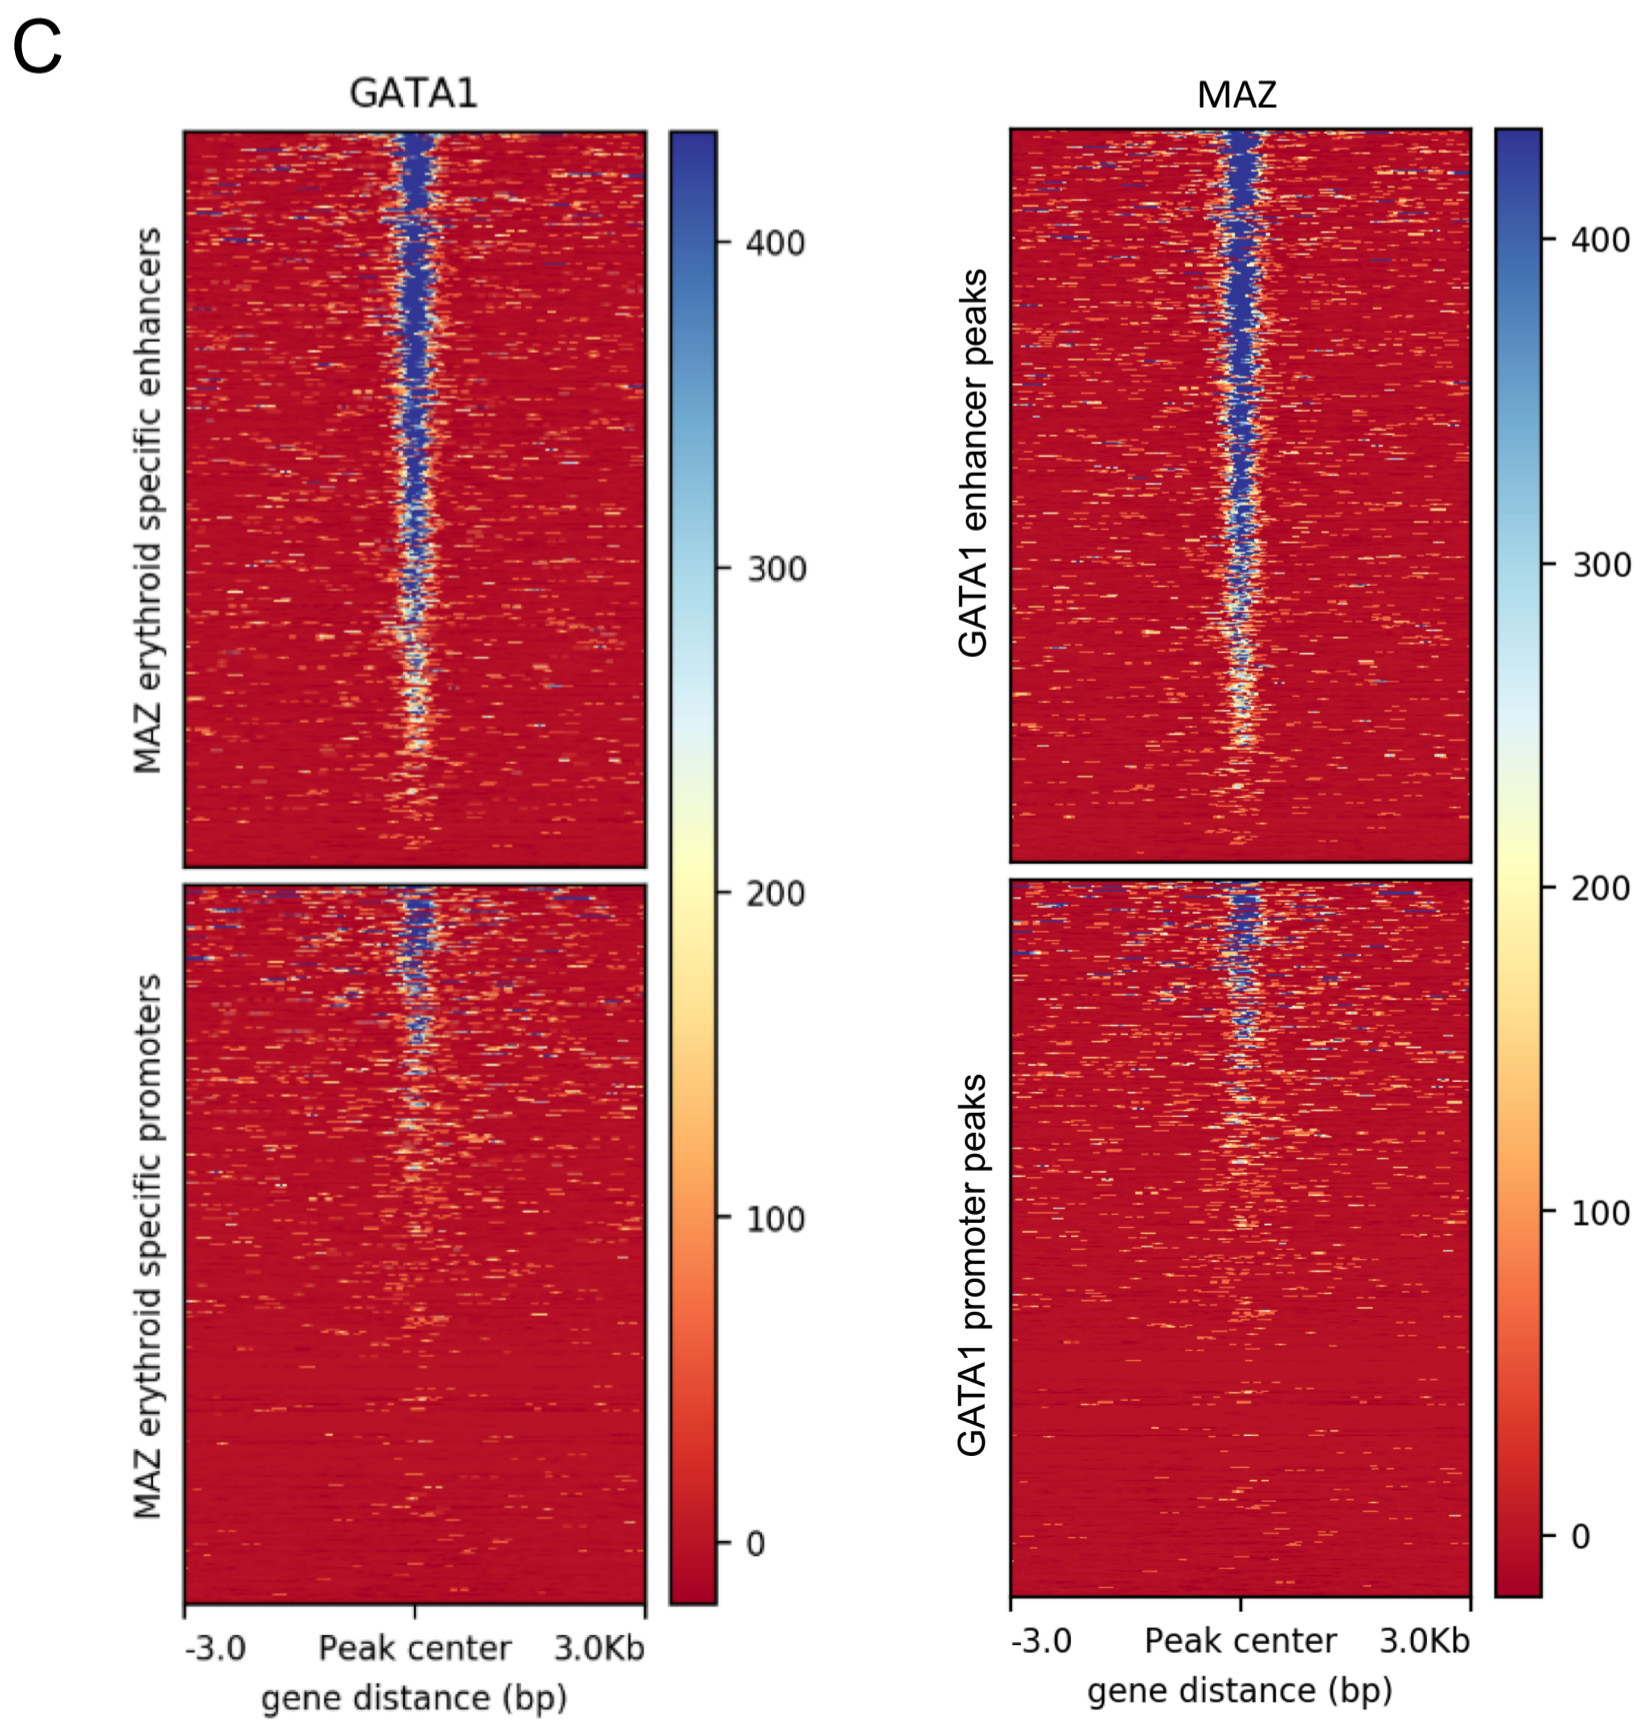 C
GATA1
MAZ erythroid specific enhancers
MAZ erythroid specific promoters
400
300
200
100
0
-3.0 Peak center 3.0Kb
gene distance (bp)
MAZ
GATA1 enhancer peaks
GATA1 promoter peaks
400
300
200
100
0
-3.0 Peak center 3.0Kb
gene distance (bp)